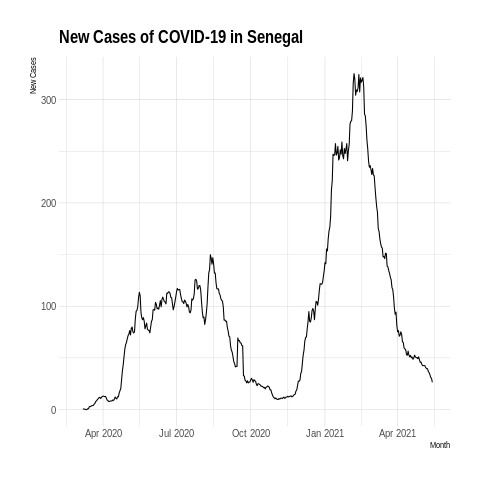 New Cases of COVID-19 in Senegal
New Cases
300
200
100
0
Apr 2020 Jul 2020 Oct 2020 Jan 2021 Apr 2021
Month